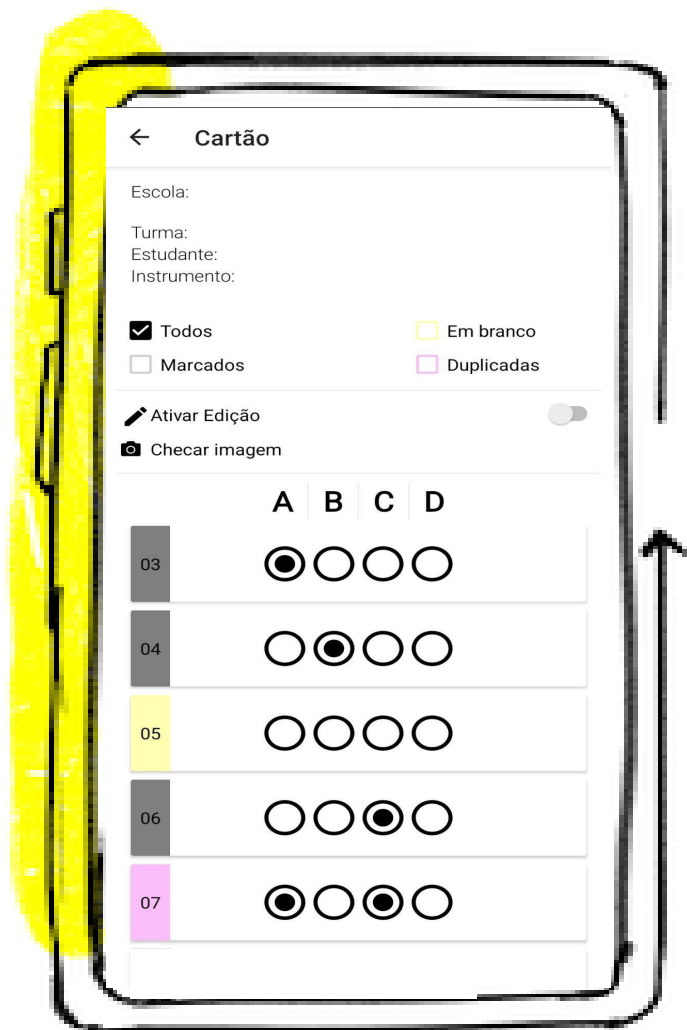 Cartão
Escola:
Turma:
Estudante:
Instrumento:
Todos
Em branco
Marcados
Duplicadas
Ativar Edição
Checar imagem
A B C D
03
04
05
06
07